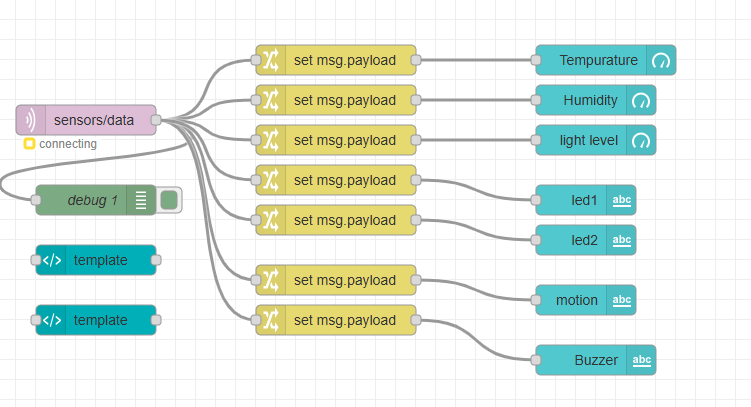 set msg.payload
Tempurature
set msg.payload
Humidity
sensors/data
connecting
set msg.payload
light level
set msg.payload
debug 1
led1
abc
set msg.payload
led2
abc
template
set msg.payload
motion
abc
template
set msg.payload
Buzzer
abc